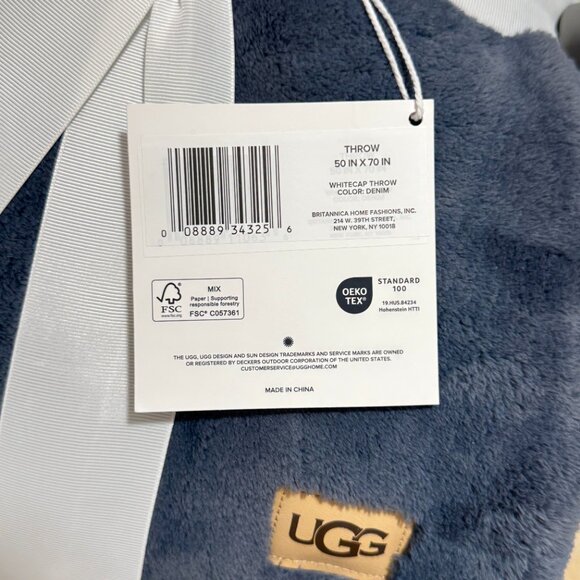 THROW
50 IN X 70 IN
WHITECAP THROW
COLOR: DENIM
BRITANNICA HOME FASHIONS, INC.
214 W. 39TH STREET,
NEW YORK, NY 10018
0 08889 34325 6
FSC
www.fsc.org
MIX
Paper | Supporting
responsible forestry
FSC® C057361
OEKO
TEX®
STANDARD
100
19.HUS.84234
Hohenstein HTTI
THE UGG, UGG DESIGN AND SUN DESIGN TRADEMARKS AND SERVICE MARKS ARE OWNED
OR REGISTERED BY DECKERS OUTDOOR CORPORATION OF THE UNITED STATES.
CUSTOMERSERVICE@UGGHOME.COM
MADE IN CHINA
UGG